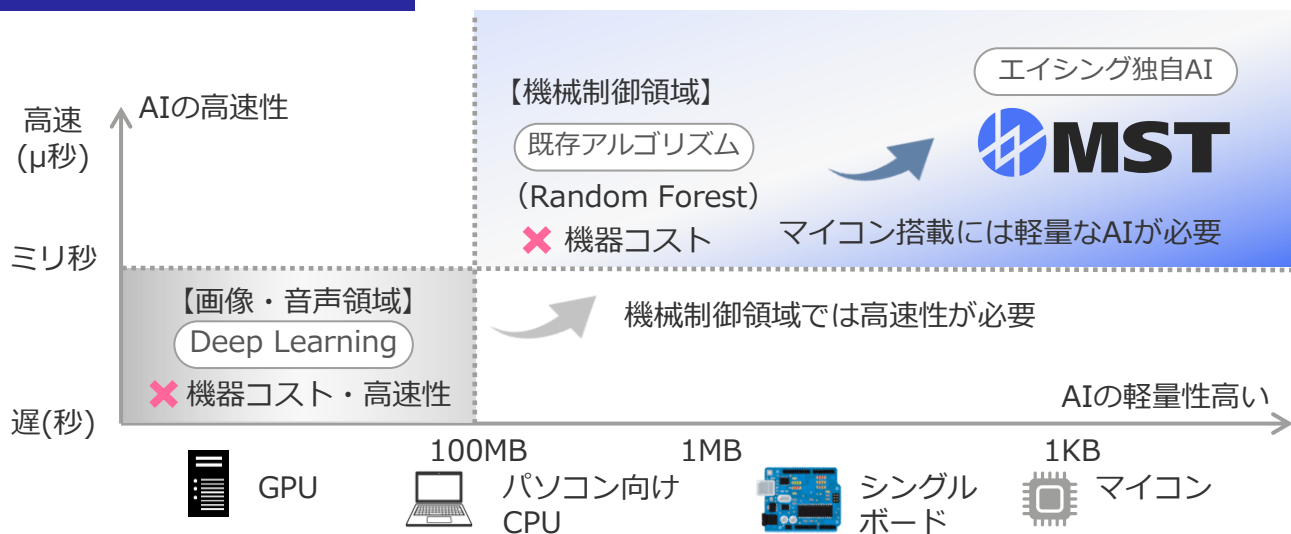 高速
(μ秒)
AIの高速性
ミリ秒
遅(秒)
【機械制御領域】
既存アルゴリズム
（Random Forest）
❌ 機器コスト
エイシング独自AI
MST
マイコン搭載には軽量なAIが必要
【画像・音声領域】
Deep Learning
❌ 機器コスト・高速性
機械制御領域では高速性が必要
AIの軽量性高い
100MB
1MB
1KB
GPU
パソコン向け
CPU
シングル
ボード
マイコン